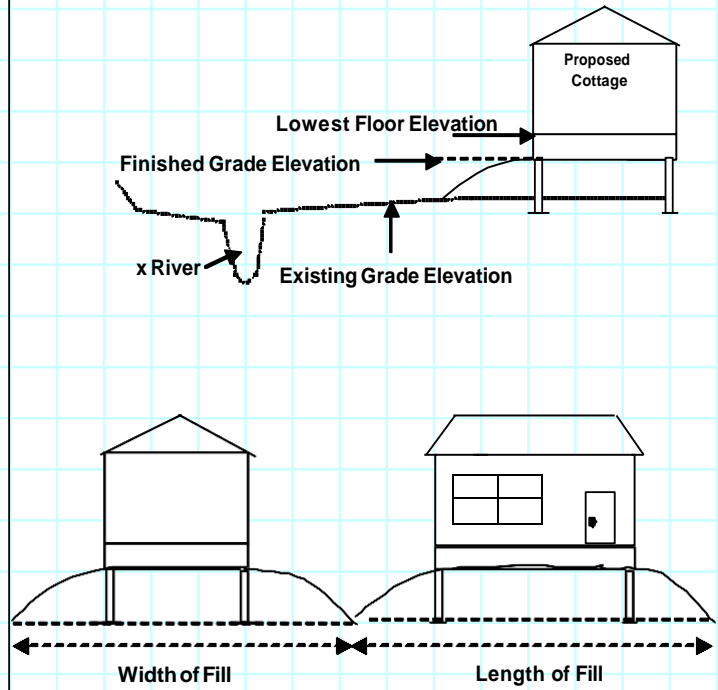 Proposed
Cottage
Lowest Floor Elevation
Finished Grade Elevation
x River
Existing Grade Elevation
Width of Fill
Length of Fill